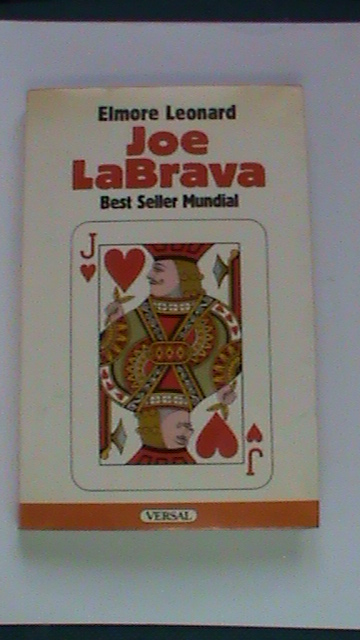 Elmore Leonard
Joe
LaBrava
Best Seller Mundial
J
J
VERSAL